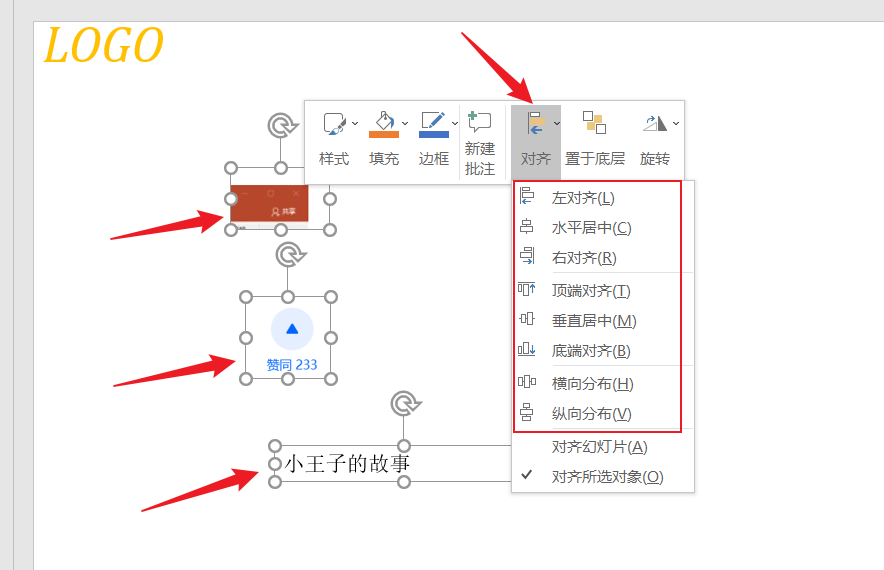 LOGO
样式
填充
边框
新建
批注
对齐
置于底层
旋转
共享
赞同 233
小王子的故事
左对齐(L)
水平居中(C)
右对齐(R)
顶端对齐(T)
垂直居中(M)
底端对齐(B)
横向分布(H)
纵向分布(V)
对齐幻灯片(A)
对齐所选对象(O)